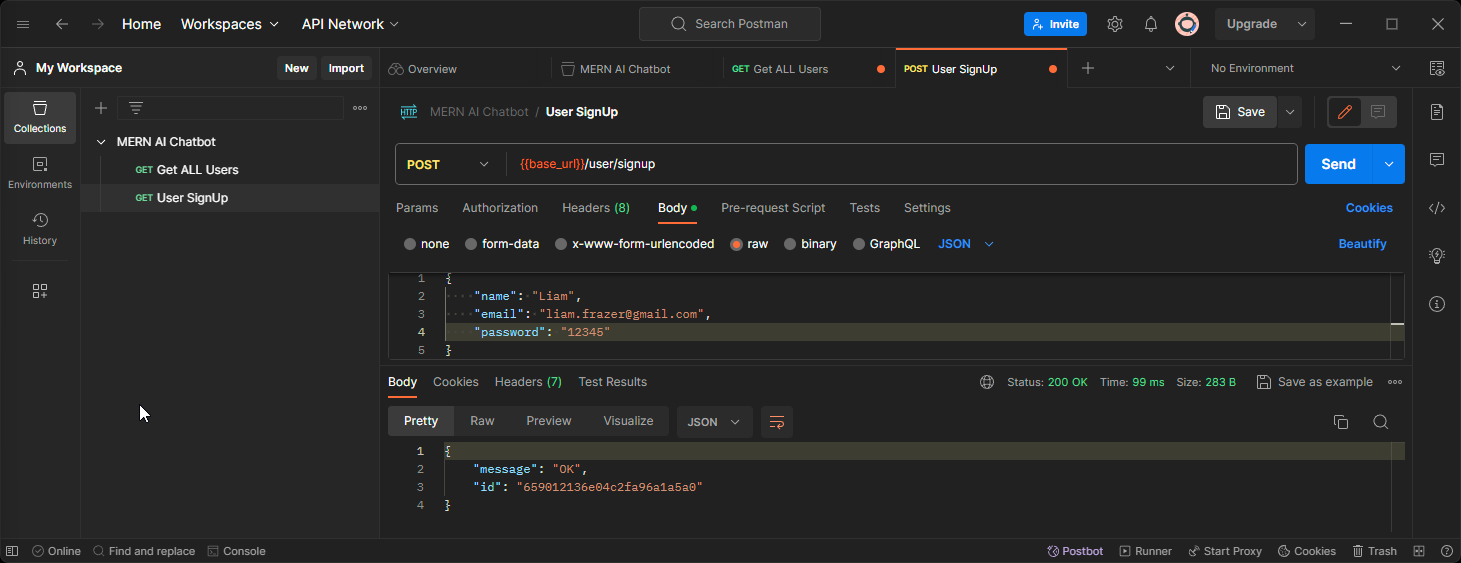 Home Workspaces API Network Search Postman Invite Upgrade
My Workspace New Import Overview MERN AI Chatbot GET Get ALL Users POST User SignUp No Environment
Collections
Environments
History
MERN AI Chatbot
GET Get ALL Users
GET User SignUp
HTTP MERN AI Chatbot / User SignUp Save
POST {{base_url}}/user/signup Send
Params Authorization Headers (8) Body Pre-request Script Tests Settings Cookies
none form-data x-www-form-urlencoded raw binary GraphQL JSON Beautify
1 {
2 "name": "Liam",
3 "email": "liam.frazer@gmail.com",
4 "password": "12345"
5 }
Body Cookies Headers (7) Test Results Status: 200 OK Time: 99 ms Size: 283 B Save as example
Pretty Raw Preview Visualize JSON
1 {
2 "message": "OK",
3 "id": "659012136e04c2fa96a1a5a0"
4 }
Online Find and replace Console Postbot Runner Start Proxy Cookies Trash